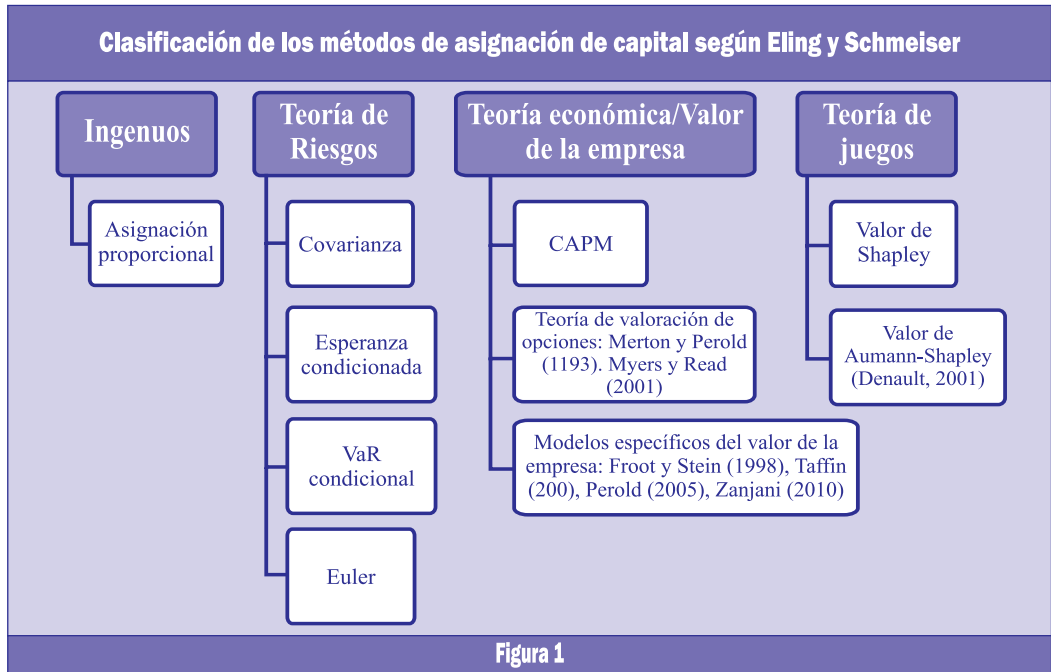 Clasificación de los métodos de asignación de capital según Eling y Schmeiser
Ingenuos
Asignación
proporcional
Teoría de
Riesgos
Covarianza
Esperanza
condicionada
VaR
condicional
Euler
Teoría económica/Valor
de la empresa
CAPM
Teoría de valoración de
opciones: Merton y Perold
(1193). Myers y Read
(2001)
Modelos específicos del valor de la
empresa: Froot y Stein (1998), Taffin
(200), Perold (2005), Zanjani (2010)
Teoría de
juegos
Valor de
Shapley
Valor de
Aumann-Shapley
(Denault, 2001)
Figura 1